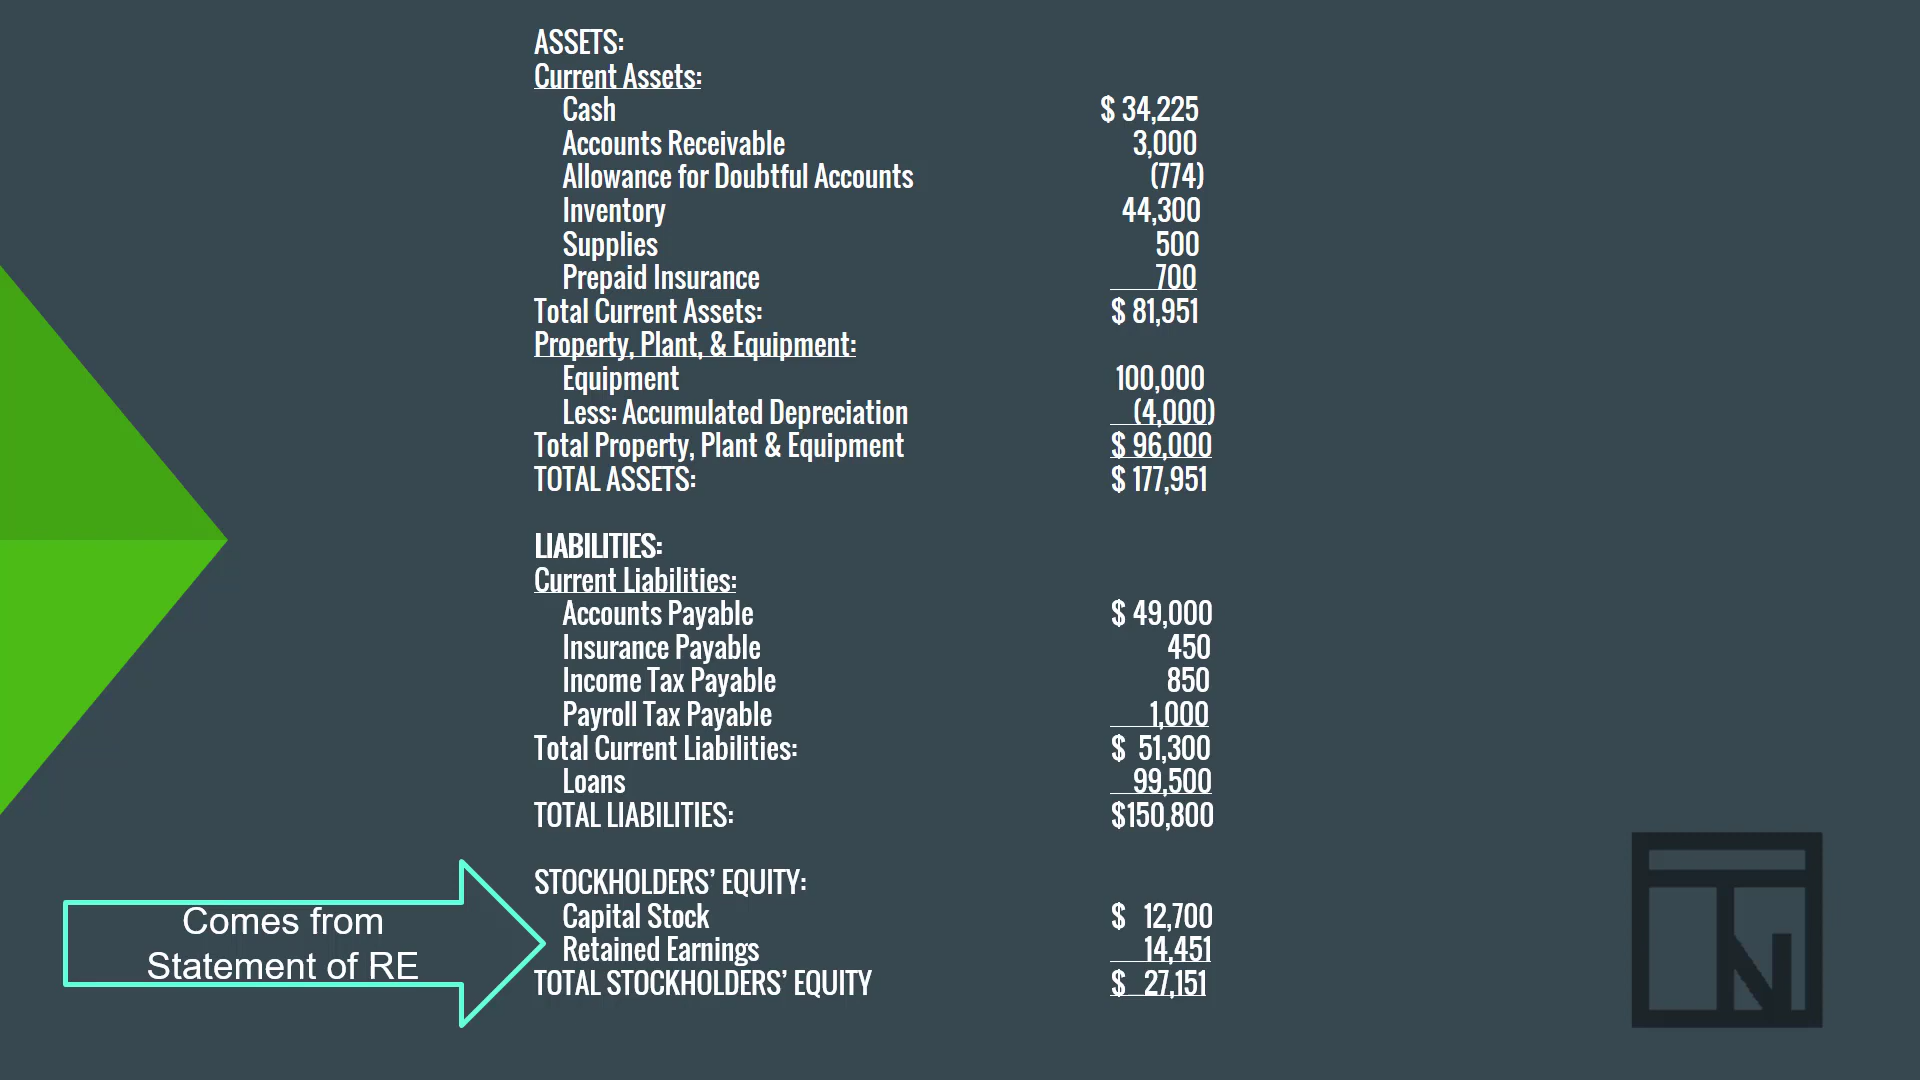 ASSETS:
Current Assets:
Cash $ 34,225
Accounts Receivable 3,000
Allowance for Doubtful Accounts (774)
Inventory 44,300
Supplies 500
Prepaid Insurance 700
Total Current Assets: $ 81,951
Property, Plant, & Equipment:
Equipment 100,000
Less: Accumulated Depreciation (4,000)
Total Property, Plant & Equipment $ 96,000
TOTAL ASSETS: $ 177,951
LIABILITIES:
Current Liabilities:
Accounts Payable $ 49,000
Insurance Payable 450
Income Tax Payable 850
Payroll Tax Payable 1,000
Total Current Liabilities: $ 51,300
Loans 99,500
TOTAL LIABILITIES: $150,800
STOCKHOLDERS’ EQUITY:
Capital Stock $ 12,700
Retained Earnings 14,451
TOTAL STOCKHOLDERS’ EQUITY $ 27,151
Comes from
Statement of RE
TN